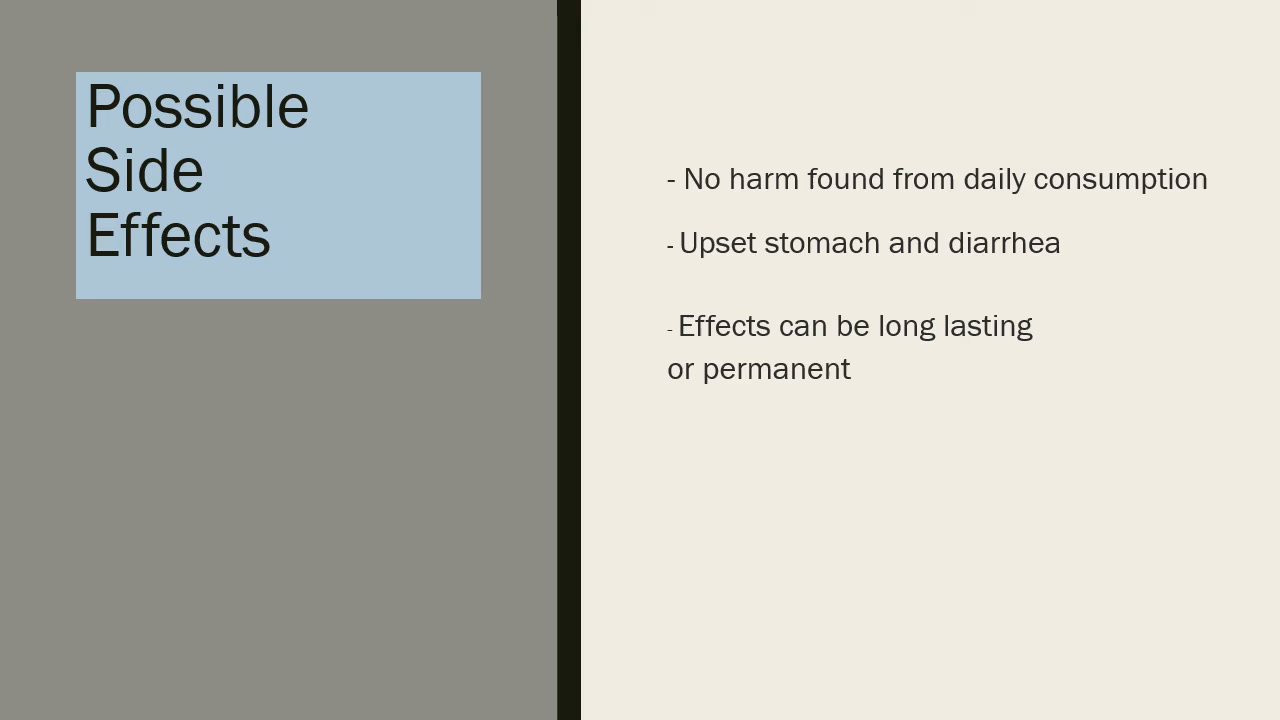 Possible
Side
Effects
- No harm found from daily consumption
- Upset stomach and diarrhea
- Effects can be long lasting
or permanent